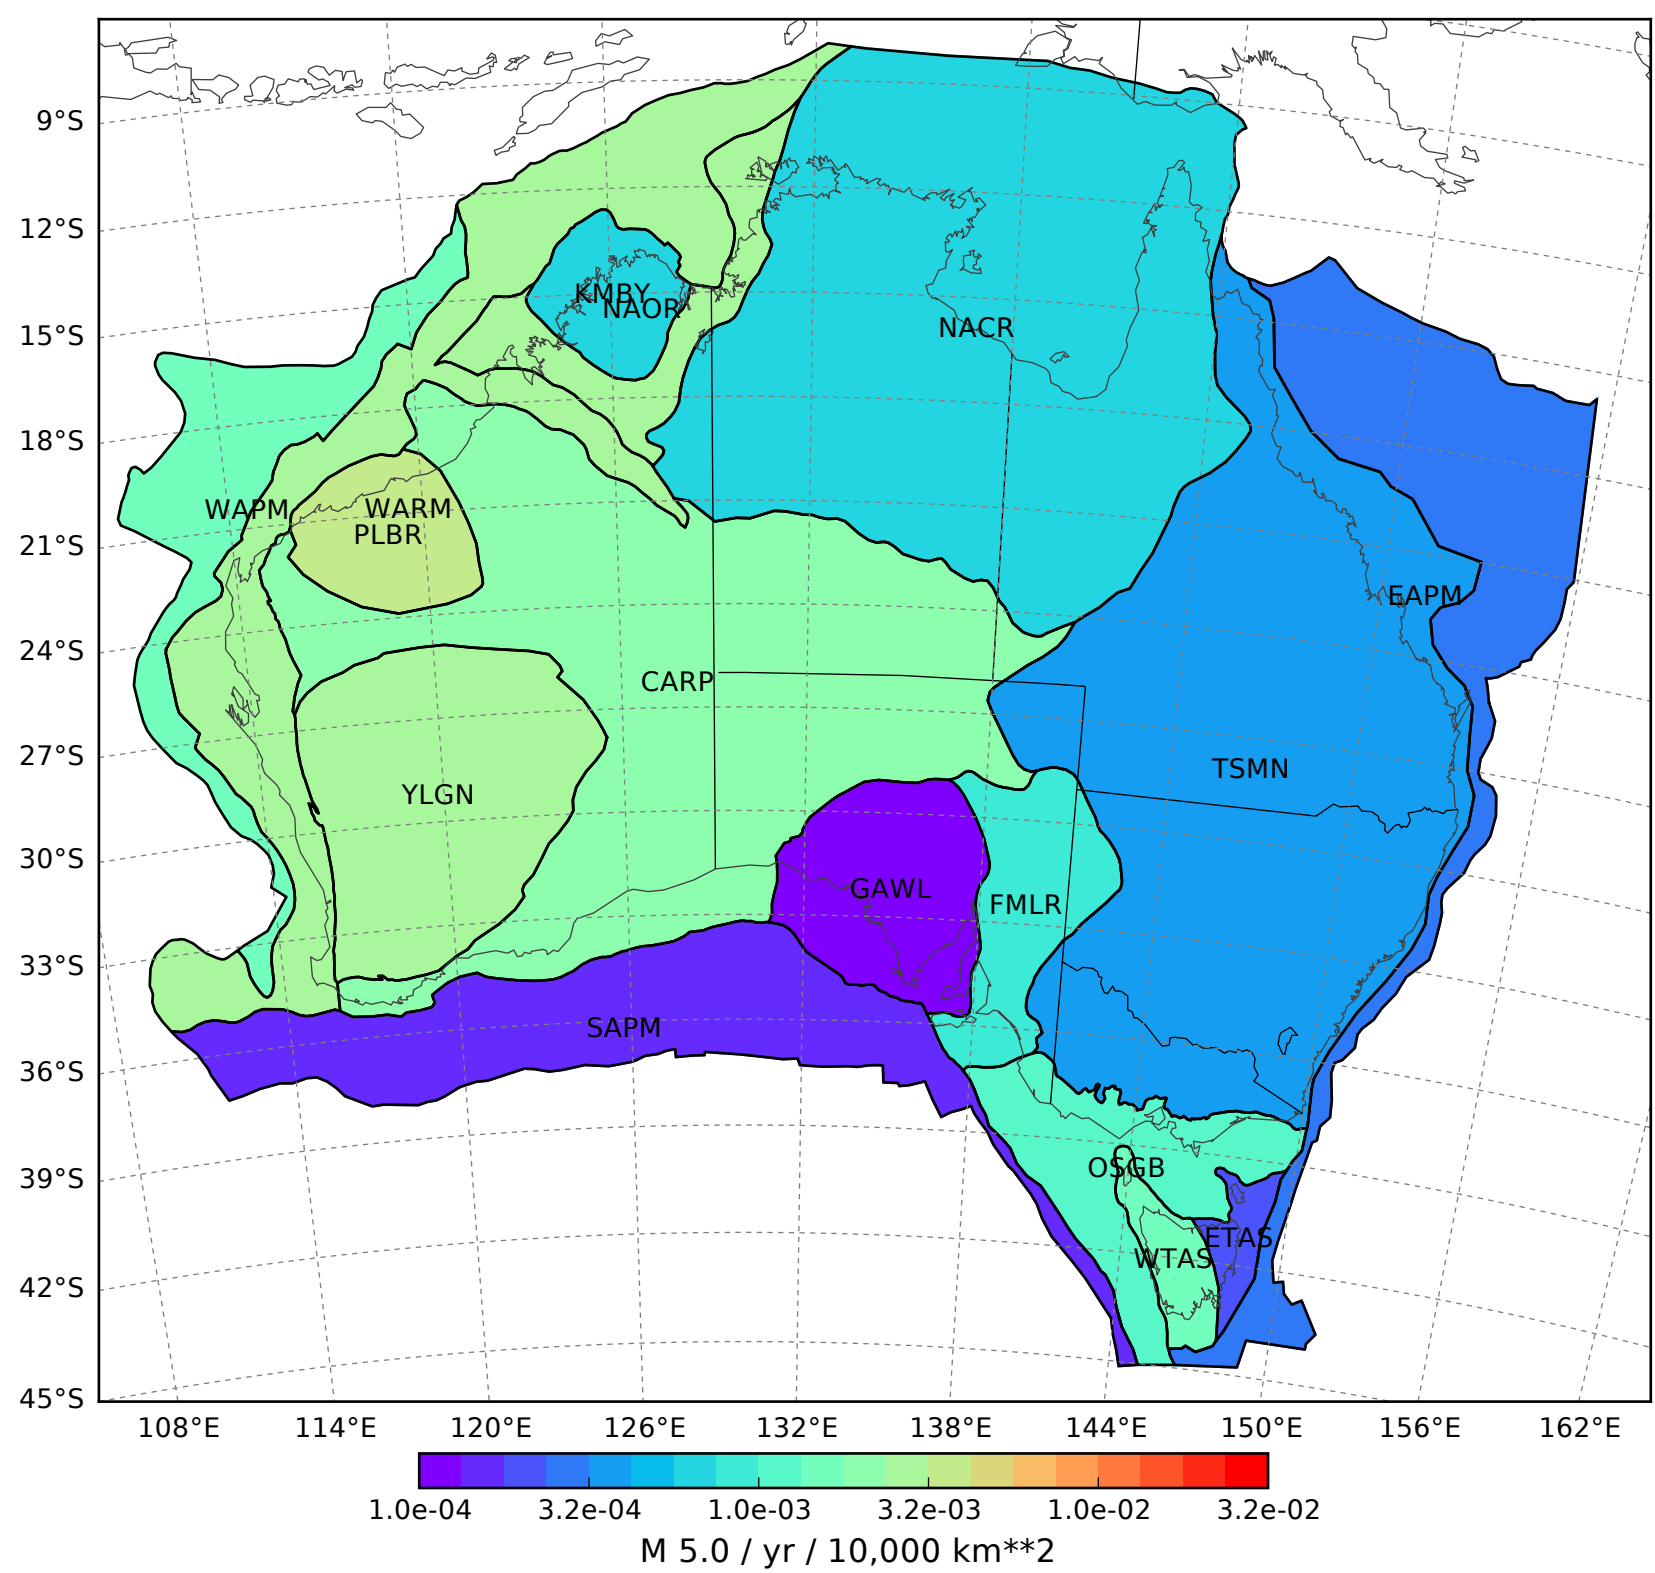 9°S
12°S
KMBY
NAOR
NACR
15°S
18°S
WAPM
WARM
PLBR
21°S
EAPM
24°S
CARP
27°S
TSMN
YLGN
30°S
GAWL
FMLR
33°S
SAPM
36°S
OSGB
39°S
ETAS
WTAS
42°S
45°S
108°E 114°E 120°E 126°E 132°E 138°E 144°E 150°E 156°E 162°E
1.0e-04 3.2e-04 1.0e-03 3.2e-03 1.0e-02 3.2e-02
M 5.0 / yr / 10,000 km**2